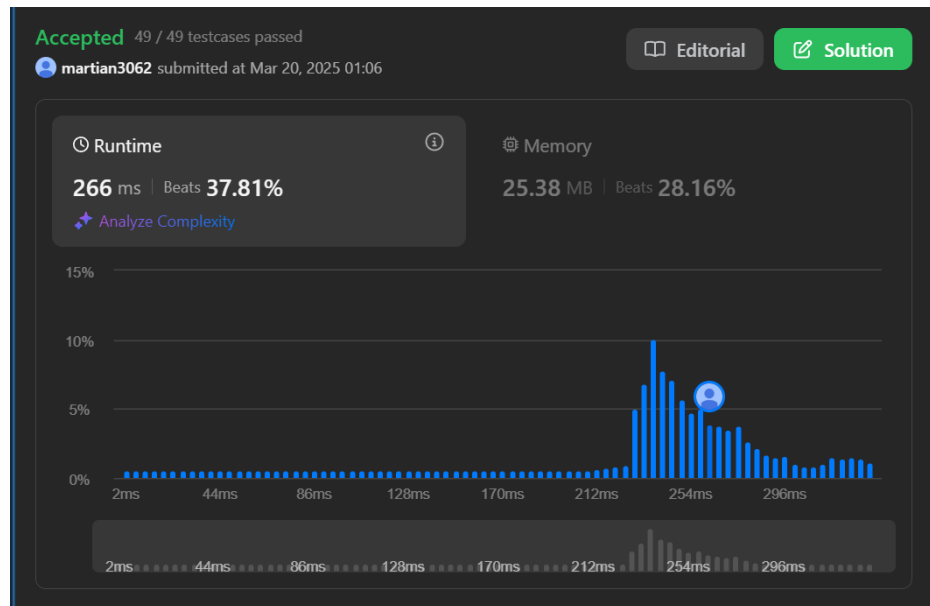 Accepted 49 / 49 testcases passed
martian3062 submitted at Mar 20, 2025 01:06
Editorial
Solution
Runtime
266 ms | Beats 37.81%
Analyze Complexity
Memory
25.38 MB | Beats 28.16%
15%
10%
5%
0%
2ms 44ms 86ms 128ms 170ms 212ms 254ms 296ms
2ms 44ms 86ms 128ms 170ms 212ms 254ms 296ms